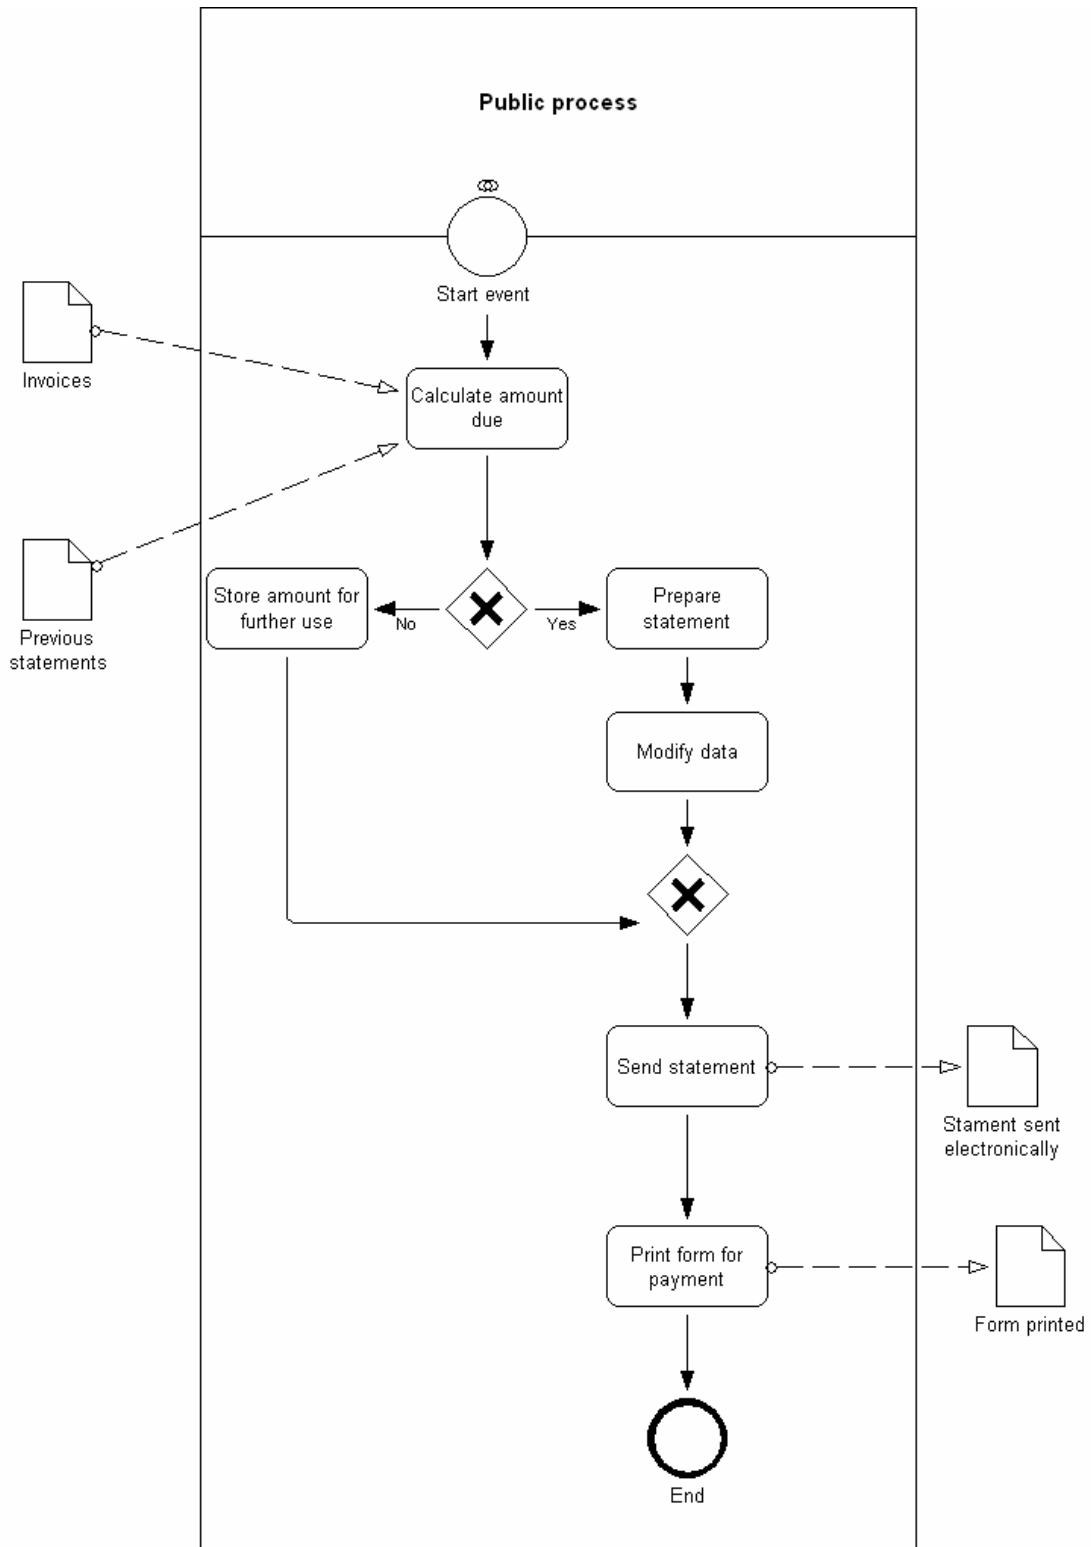 Public process
Start event
Invoices
Calculate amount
due
Previous
statements
Store amount for
further use
No
Yes
Prepare
statement
Modify data
Send statement
Stament sent
electronically
Print form for
payment
Form printed
End